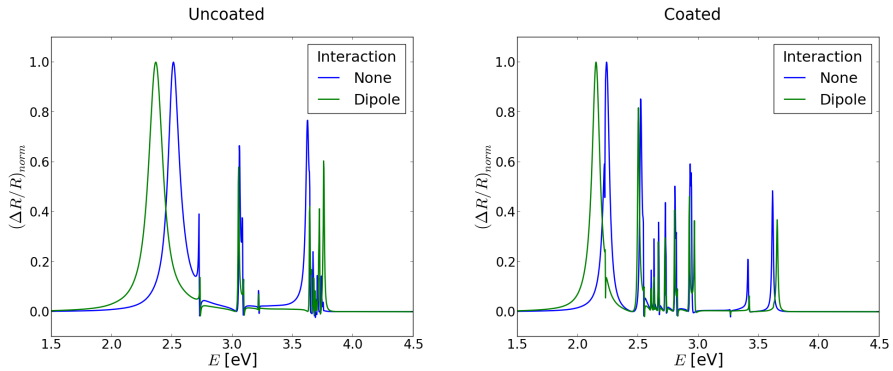 Uncoated
Coated
Interaction
None
Dipole
Interaction
None
Dipole
(ΔR/R)norm
1.0
0.8
0.6
0.4
0.2
0.0
1.5 2.0 2.5 3.0 3.5 4.0 4.5
E [eV]
(ΔR/R)norm
1.0
0.8
0.6
0.4
0.2
0.0
1.5 2.0 2.5 3.0 3.5 4.0 4.5
E [eV]